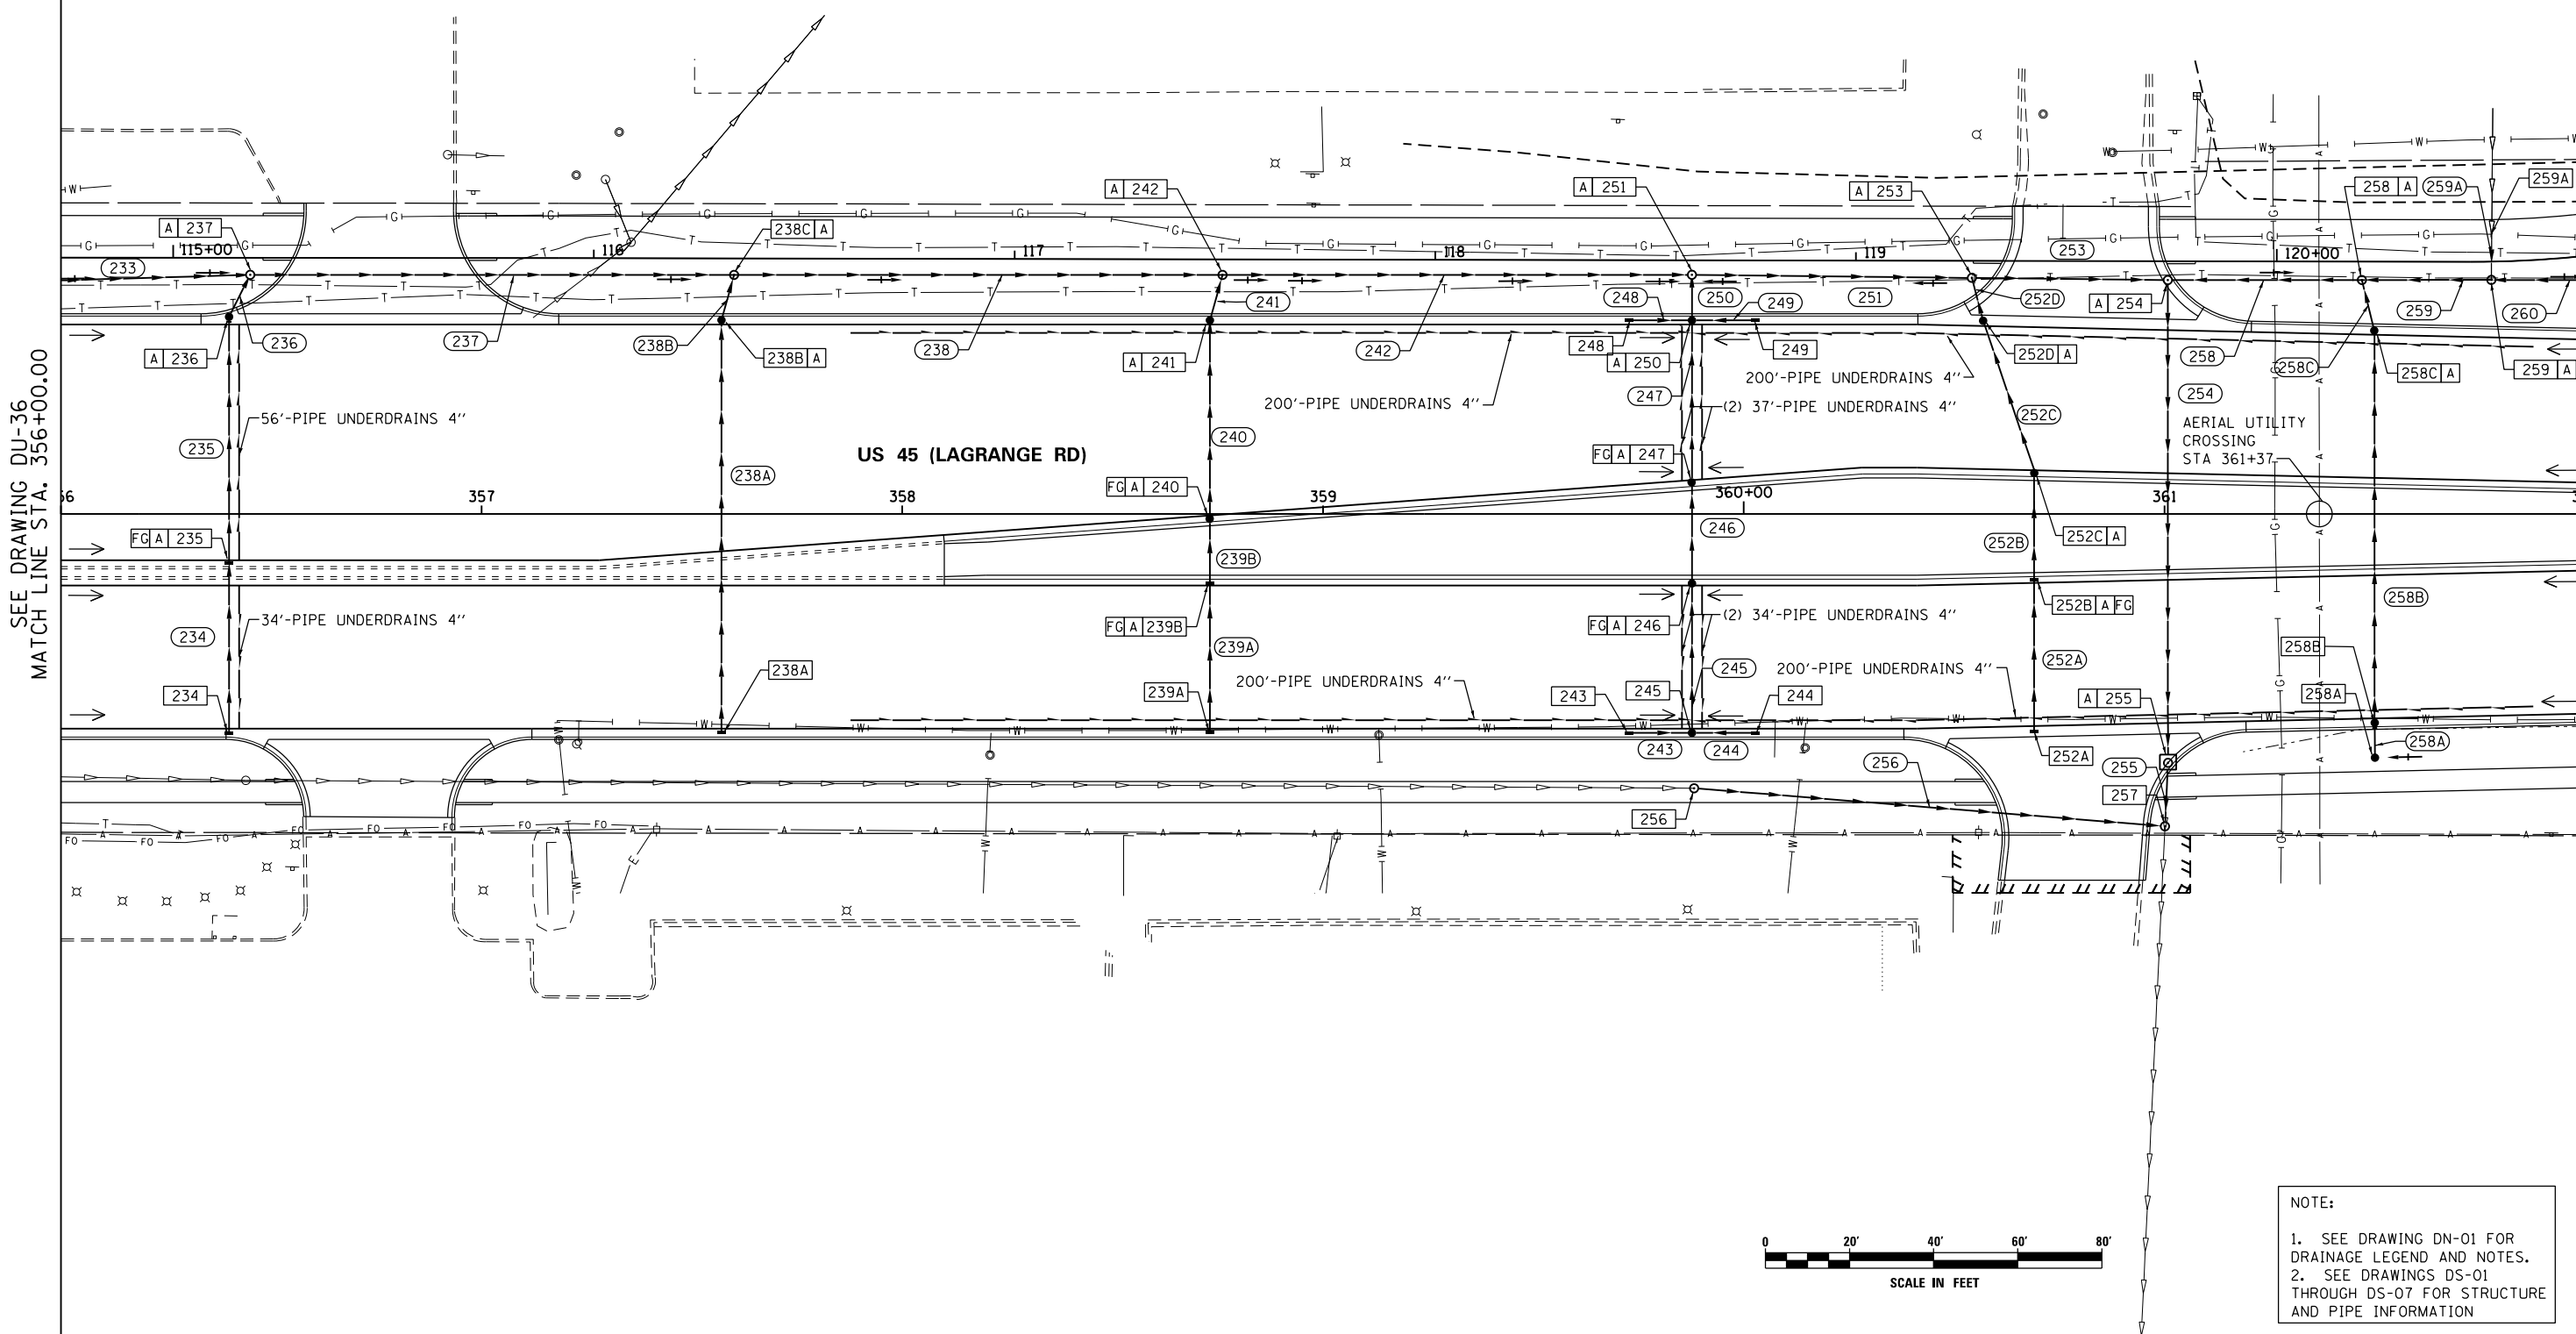 SEE DRAWING DU-36
MATCH LINE STA. 356+00.00
W
A 237
G G
115+00
233
T T T T
A 236
236
235
56'-PIPE UNDERDRAINS 4''
56
FG A 235
234
34'-PIPE UNDERDRAINS 4''
234
G G G G G
116
T T T T T
237
238B
238C A
238B A
238
357
238A
238A
A 242
117
241
A 241
240
US 45 (LAGRANGE RD)
358
FG A 240
239B
FG A 239B
239A
239A
200'-PIPE UNDERDRAINS 4''
242
118
200'-PIPE UNDERDRAINS 4''
359
A 251
248
250
249
248
A 250
249
247
(2) 37'-PIPE UNDERDRAINS 4''
200'-PIPE UNDERDRAINS 4''
FG A 247
360+00
246
FG A 246
(2) 34'-PIPE UNDERDRAINS 4''
245
245
243
244
243
244
200'-PIPE UNDERDRAINS 4''
A 253
119
251
252D
252D A
252C
252B
252C A
252B A FG
252A
252A
253
A 254
254
361
A 255
255
257
256
256
W
120+00
258 A
259A
259A
258
258C
258C A
259
260
259 A
AERIAL UTILITY
CROSSING
STA 361+37
258B
258B
258A
258A
W W W W W W
T
FO FO FO FO FO FO
A A A A A A
E
W W W W
G
0 20' 40' 60' 80'
SCALE IN FEET
NOTE:
1. SEE DRAWING DN-01 FOR
DRAINAGE LEGEND AND NOTES.
2. SEE DRAWINGS DS-01
THROUGH DS-07 FOR STRUCTURE
AND PIPE INFORMATION